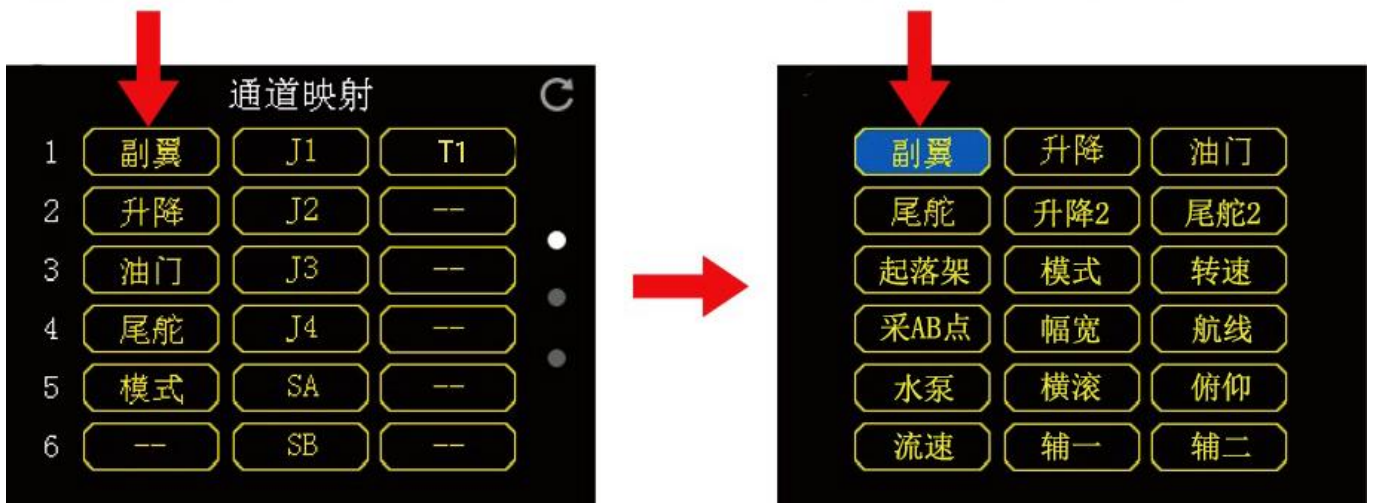 通道映射
1 副翼 J1 T1
2 升降 J2 --
3 油门 J3 --
4 尾舵 J4 --
5 模式 SA --
6 -- SB --
副翼 升降 油门
尾舵 升降2 尾舵2
起落架 模式 转速
采AB点 幅宽 航线
水泵 横滚 俯仰
流速 辅一 辅二